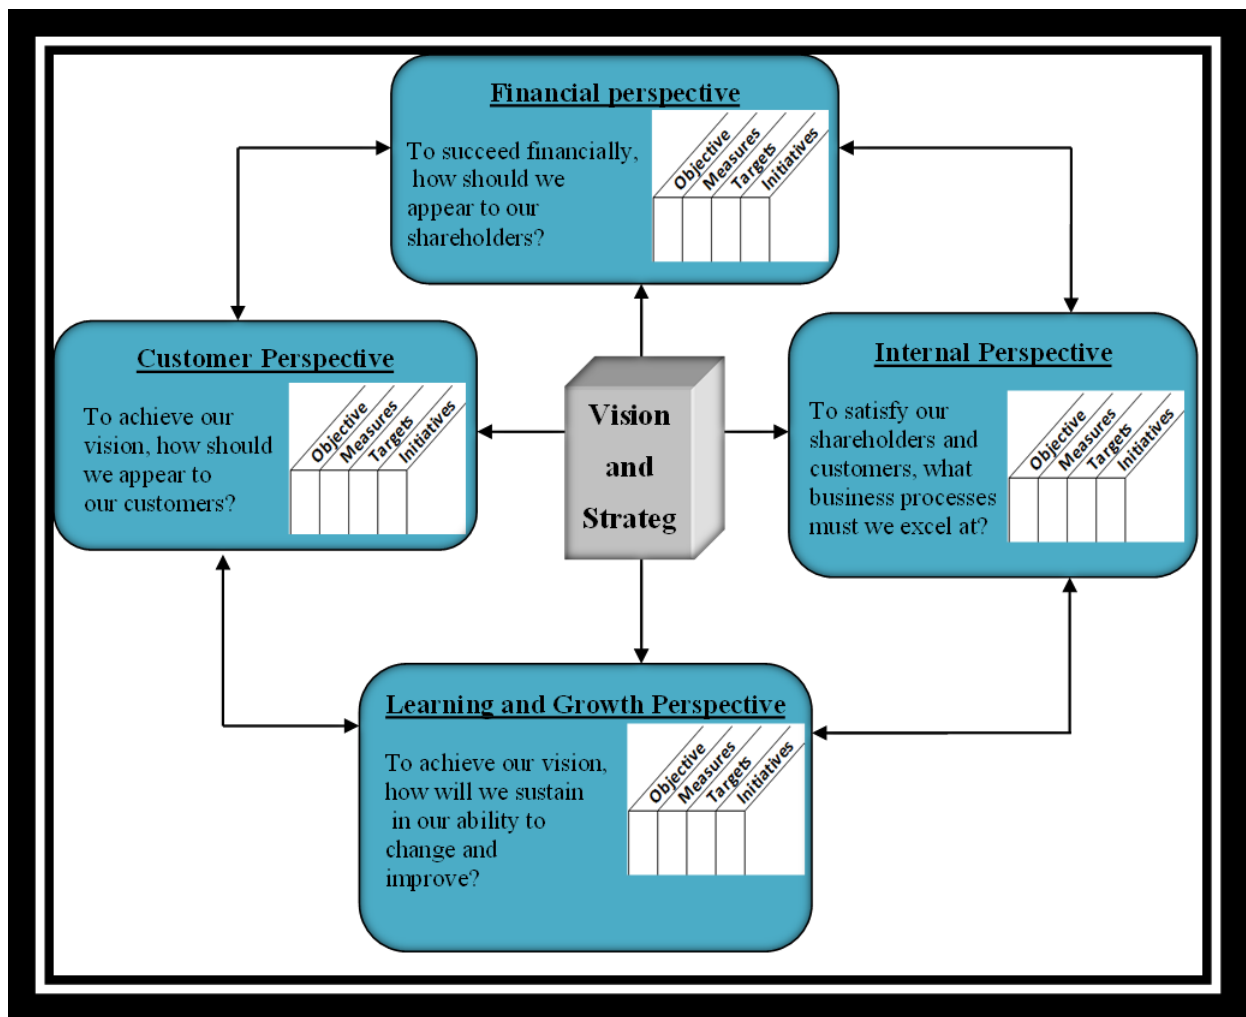 Financial perspective
To succeed financially,
how should we
appear to our
shareholders?
Objective
Measures
Targets
Initiatives
Customer Perspective
To achieve our
vision, how should
we appear to
our customers?
Objective
Measures
Targets
Initiatives
Vision
and
Strateg
Internal Perspective
To satisfy our
shareholders and
customers, what
business processes
must we excel at?
Objective
Measures
Targets
Initiatives
Learning and Growth Perspective
To achieve our vision,
how will we sustain
in our ability to
change and
improve?
Objective
Measures
Targets
Initiatives